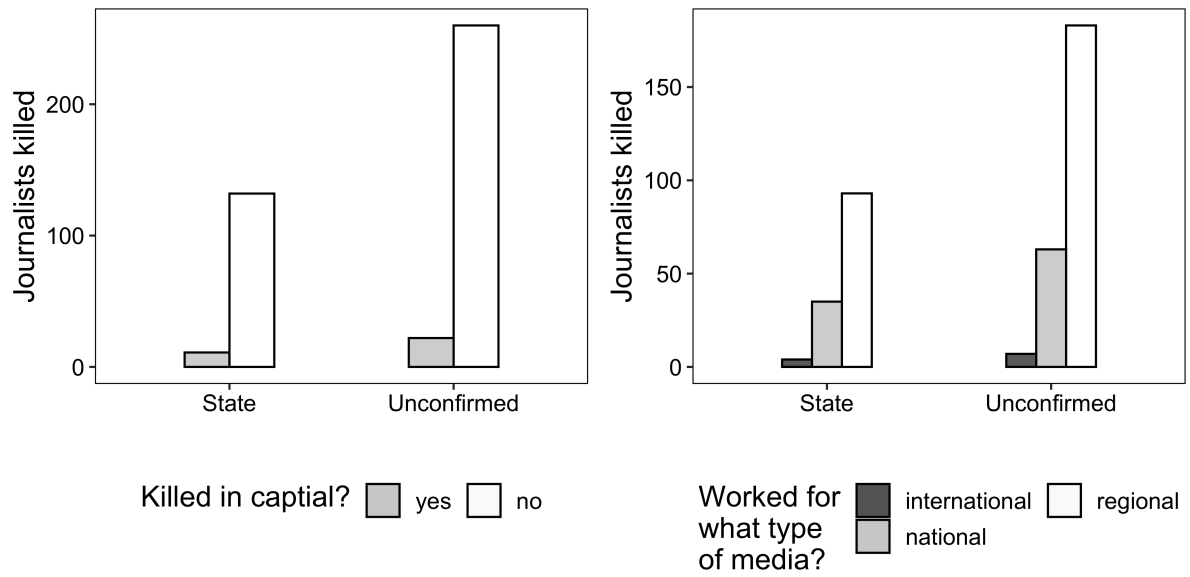 Journalists killed
200
100
0
State Unconfirmed
Killed in captial? yes no
Journalists killed
150
100
50
0
State Unconfirmed
Worked for
what type
of media?
international regional
national